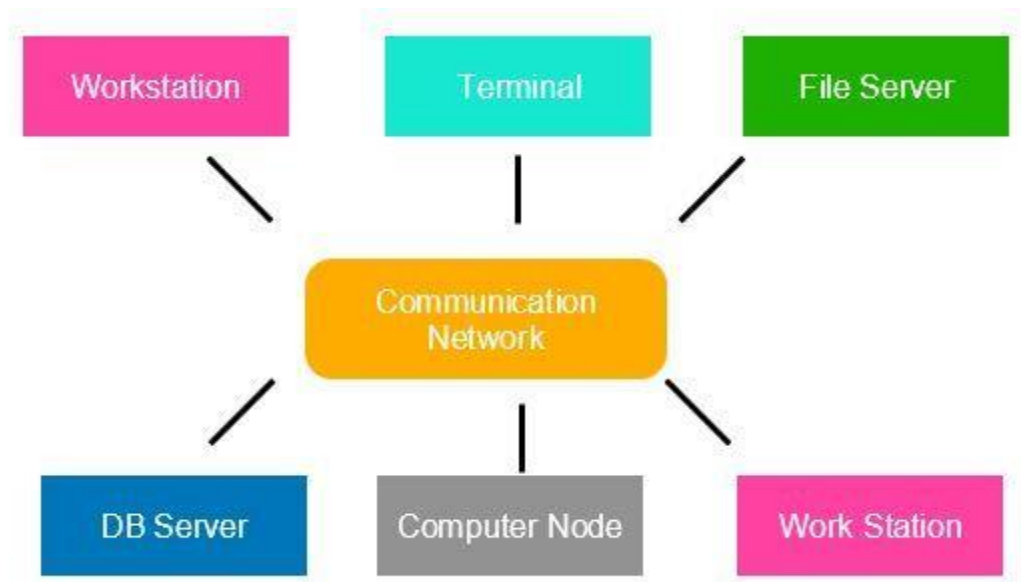 Workstation
Terminal
File Server
Communication
Network
DB Server
Computer Node
Work Station